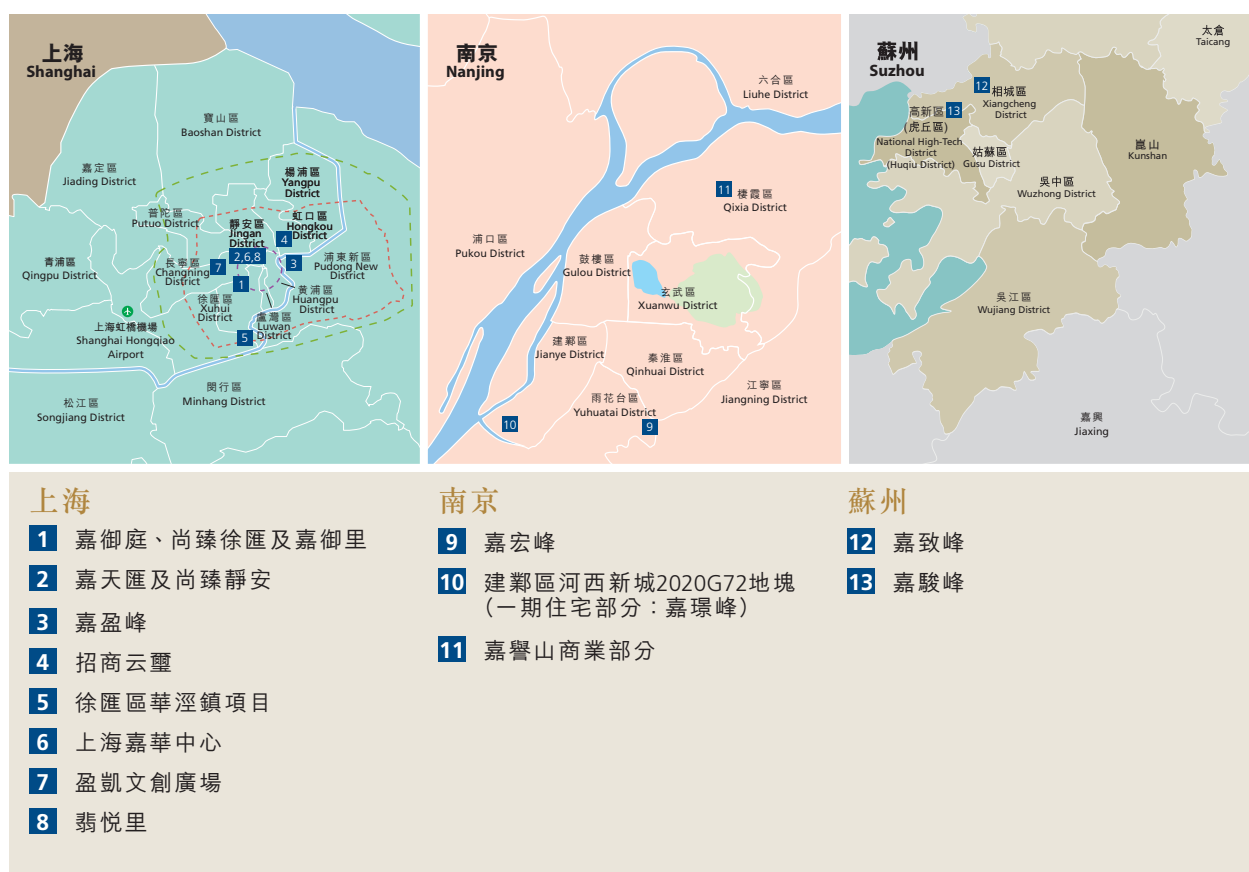 上海
Shanghai
寶山區
Baoshan District
嘉定區
Jiading District
楊浦區
Yangpu
District
普陀區
Putuo District
靜安區
Jingan
District
虹口區
Hongkou
District
4
2,6,8
3
7
1
5
長寧區
Changning
District
浦東新區
Pudong New
District
青浦區
Qingpu District
黃浦區
Huangpu
District
徐匯區
Xuhui
District
盧灣區
Luwan
District
上海虹橋機場
Shanghai Hongqiao
Airport
閔行區
Minhang District
松江區
Songjiang District
南京
Nanjing
六合區
Liuhe District
11
棲霞區
Qixia District
浦口區
Pukou District
鼓樓區
Gulou District
玄武區
Xuanwu District
建鄴區
Jianye District
秦淮區
Qinhuai District
雨花台區
Yuhuatai District
江寧區
Jiangning District
10
9
蘇州
Suzhou
太倉
Taicang
12
相城區
Xiangcheng
District
13
高新區
(虎丘區)
National High-Tech
District
(Huqiu District)
姑蘇區
Gusu District
崑山
Kunshan
吳中區
Wuzhong District
吳江區
Wujiang District
嘉興
Jiaxing
上海
1 嘉御庭、尚臻徐匯及嘉御里
2 嘉天匯及尚臻靜安
3 嘉盈峰
4 招商云璽
5 徐匯區華涇鎮項目
6 上海嘉華中心
7 盈凱文創廣場
8 翡悦里
南京
9 嘉宏峰
10 建鄴區河西新城2020G72地塊
（一期住宅部分：嘉璟峰）
11 嘉譽山商業部分
蘇州
12 嘉致峰
13 嘉駿峰